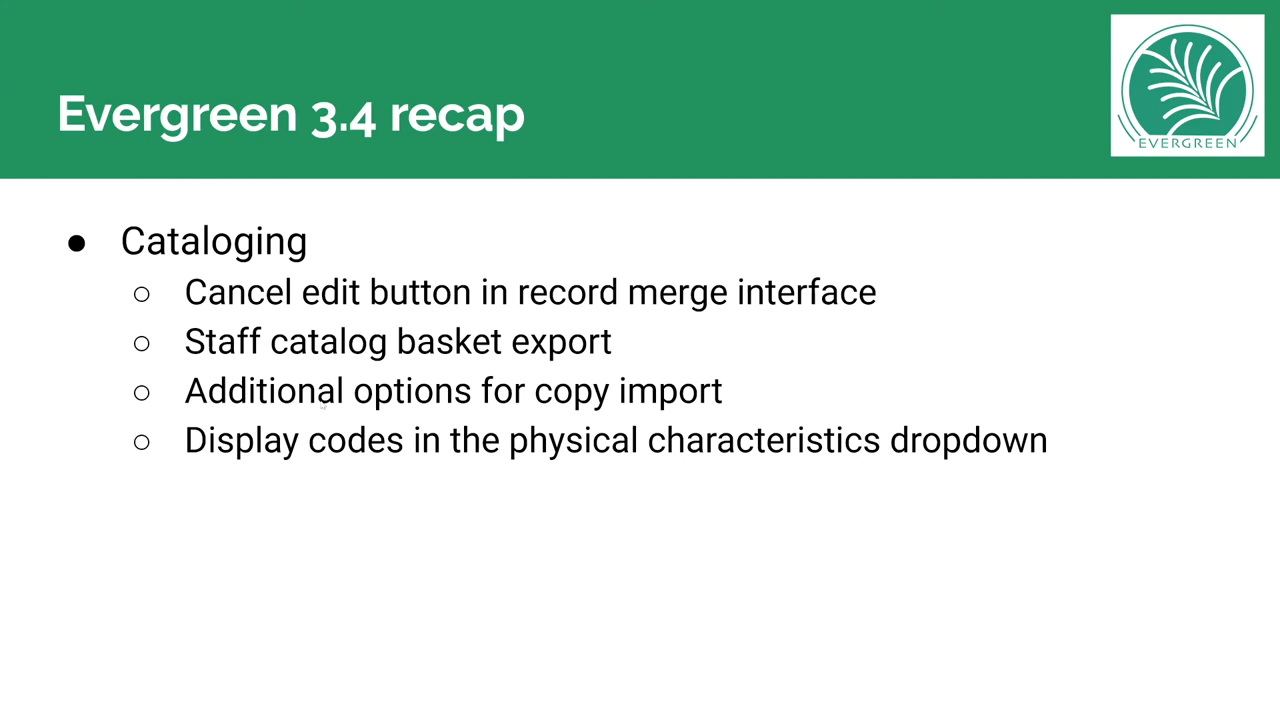 Evergreen 3.4 recap
EVERGREEN
● Cataloging
○ Cancel edit button in record merge interface
○ Staff catalog basket export
○ Additional options for copy import
○ Display codes in the physical characteristics dropdown